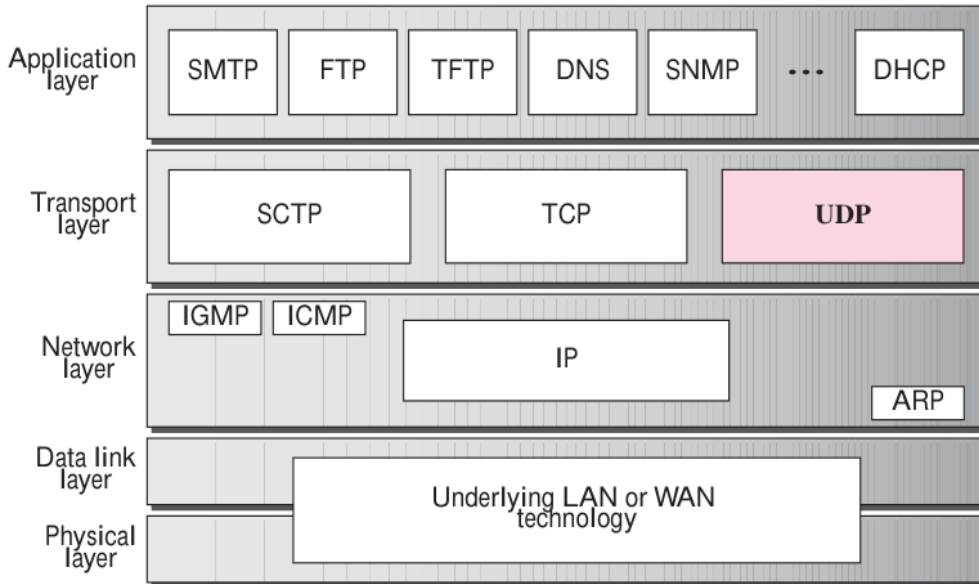 Application
layer
SMTP
FTP
TFTP
DNS
SNMP
...
DHCP
Transport
layer
SCTP
TCP
UDP
Network
layer
IGMP
ICMP
IP
ARP
Data link
layer
Underlying LAN or WAN
technology
Physical
layer